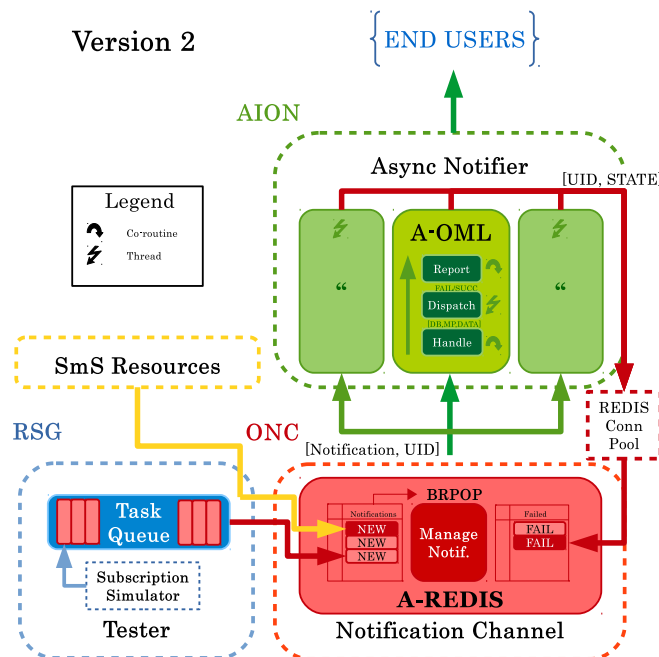 Version 2
{END USERS}
AION
Async Notifier
[UID, STATE]
Legend
Co-routine
Thread
A-OML
Report
FAIL/SUCC
Dispatch
[DB,MP,DATA]
Handle
“
“
SmS Resources
REDIS
Conn
Pool
RSG
ONC
[Notification, UID]
BRPOP
Notifications
NEW
NEW
NEW
Manage
Notif.
Failed
FAIL
FAIL
A-REDIS
Notification Channel
Task
Queue
Subscription
Simulator
Tester